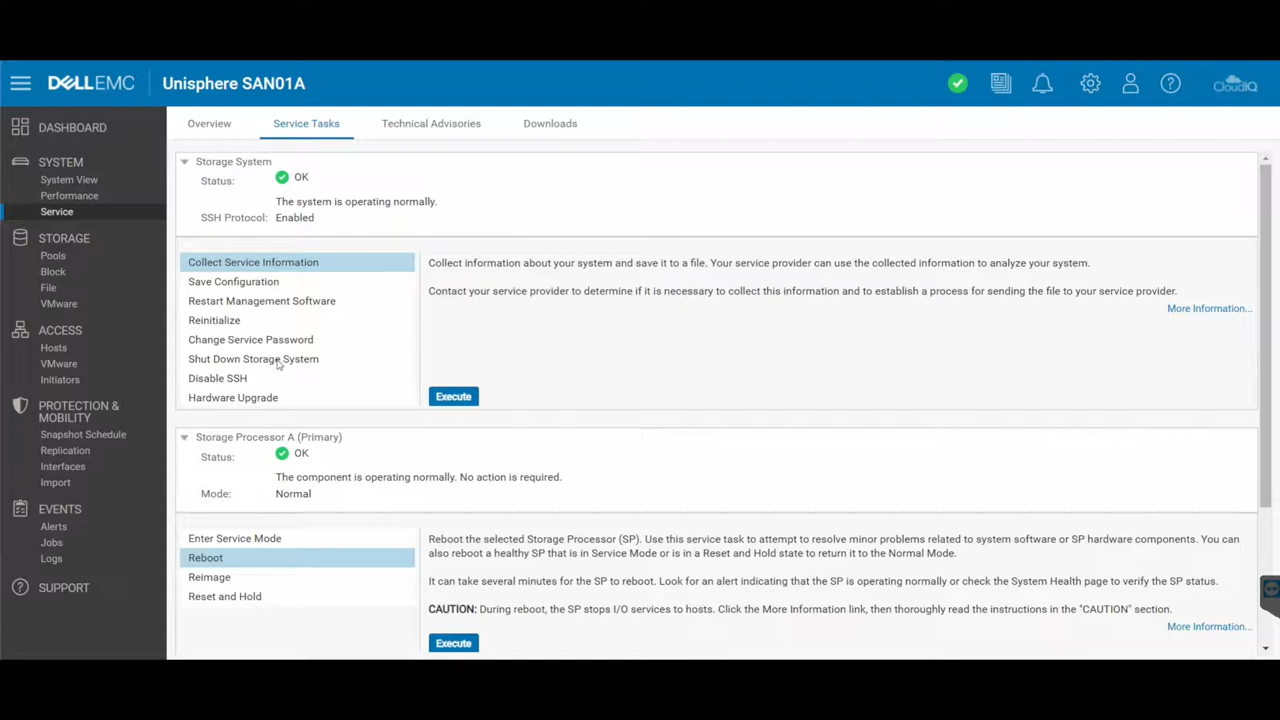 DELLEMC
Unisphere SAN01A
CloudIQ
DASHBOARD
SYSTEM
System View
Performance
Service
STORAGE
Pools
Block
File
VMware
ACCESS
Hosts
VMware
Initiators
PROTECTION &
MOBILITY
Snapshot Schedule
Replication
Interfaces
Import
EVENTS
Alerts
Jobs
Logs
SUPPORT
Overview
Service Tasks
Technical Advisories
Downloads
Storage System
Status: OK
The system is operating normally.
SSH Protocol: Enabled
Collect Service Information
Save Configuration
Restart Management Software
Reinitialize
Change Service Password
Shut Down Storage System
Disable SSH
Hardware Upgrade
Collect information about your system and save it to a file. Your service provider can use the collected information to analyze your system.
Contact your service provider to determine if it is necessary to collect this information and to establish a process for sending the file to your service provider.
More Information...
Execute
Storage Processor A (Primary)
Status: OK
The component is operating normally. No action is required.
Mode: Normal
Enter Service Mode
Reboot
Reimage
Reset and Hold
Reboot the selected Storage Processor (SP). Use this service task to attempt to resolve minor problems related to system software or SP hardware components. You can
also reboot a healthy SP that is in Service Mode or is in a Reset and Hold state to return it to the Normal Mode.
It can take several minutes for the SP to reboot. Look for an alert indicating that the SP is operating normally or check the System Health page to verify the SP status.
CAUTION: During reboot, the SP stops I/O services to hosts. Click the More Information link, then thoroughly read the instructions in the "CAUTION" section.
More Information...
Execute